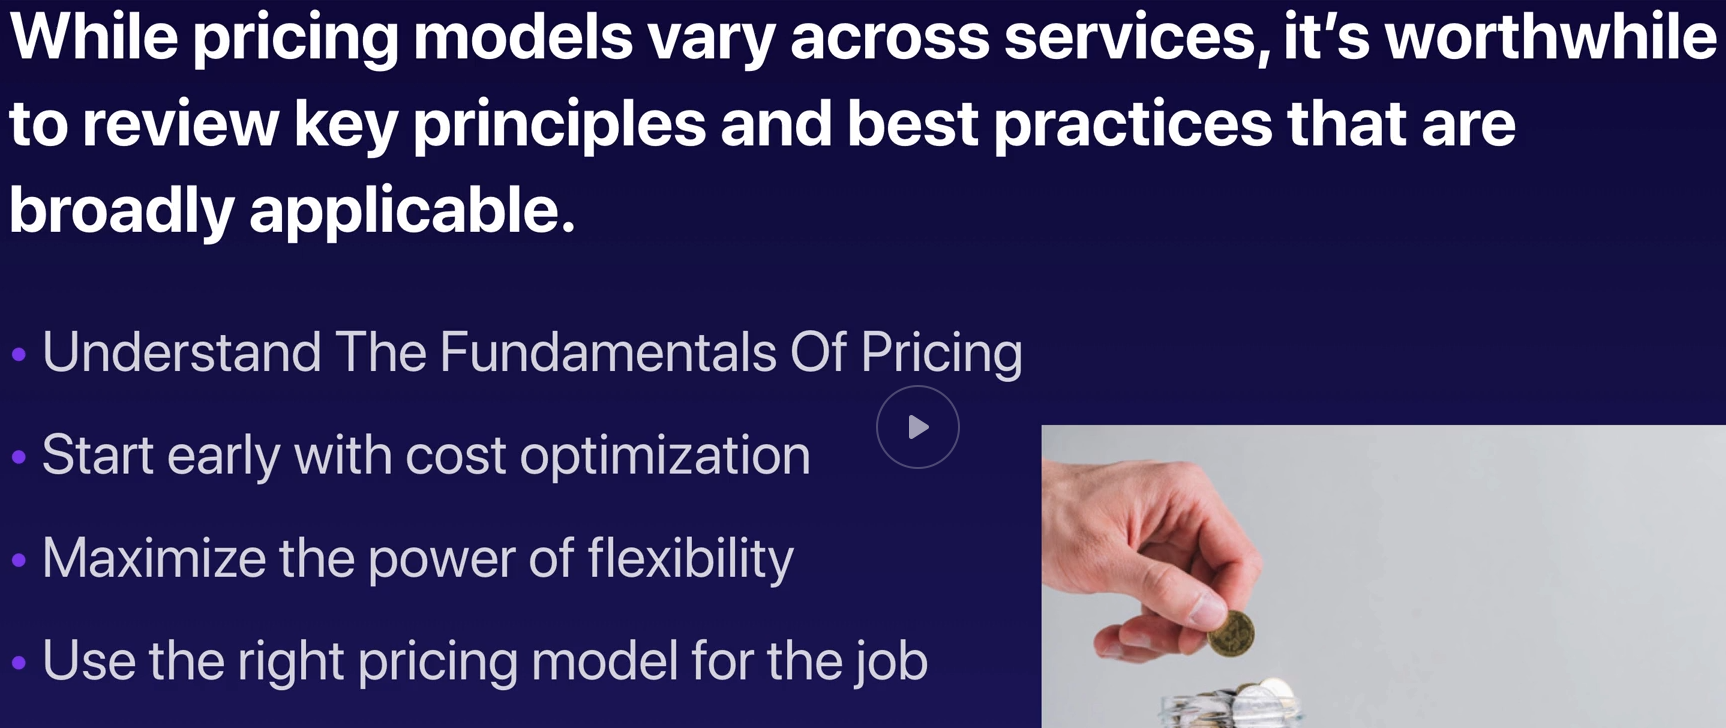 While pricing models vary across services, it’s worthwhile
to review key principles and best practices that are
broadly applicable.
• Understand The Fundamentals Of Pricing
• Start early with cost optimization
• Maximize the power of flexibility
• Use the right pricing model for the job